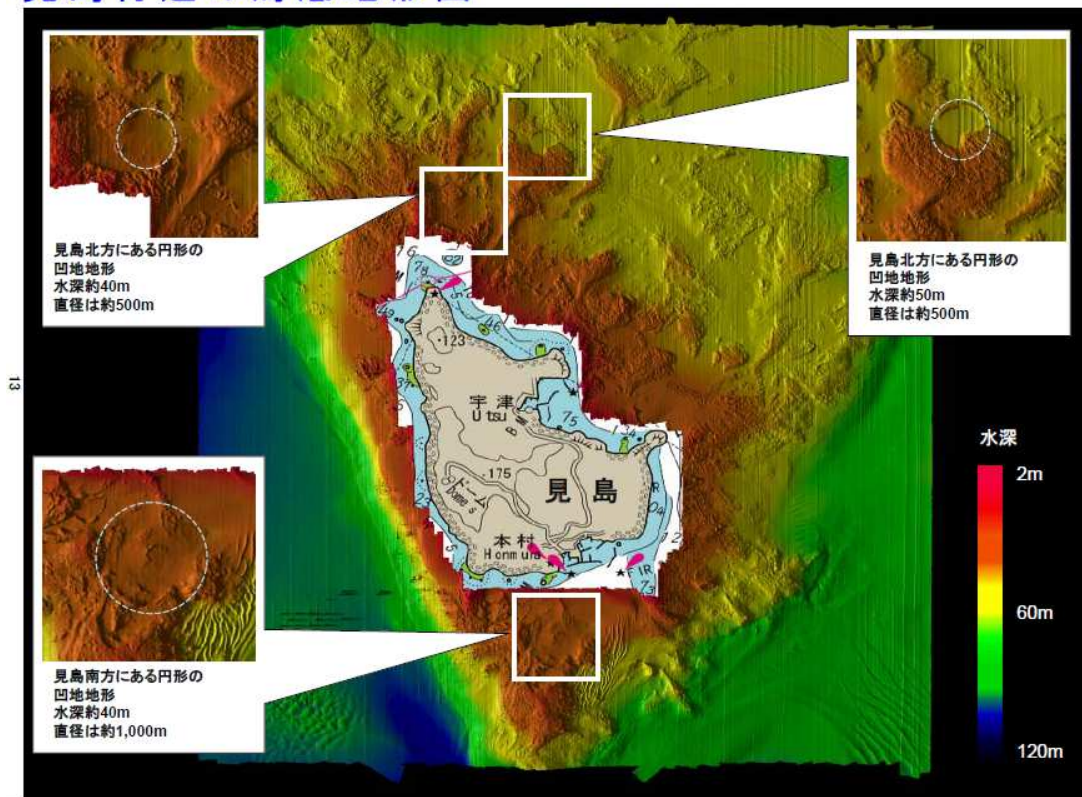 見島北方にある円形の
凹地地形
水深約40m
直径は約500m
見島北方にある円形の
凹地地形
水深約50m
直径は約500m
123
宇津
Utsu
75
175
ドーム
Domes
見島
本村
Honmura
見島南方にある円形の
凹地地形
水深約40m
直径は約1,000m
水深
2m
60m
120m
13